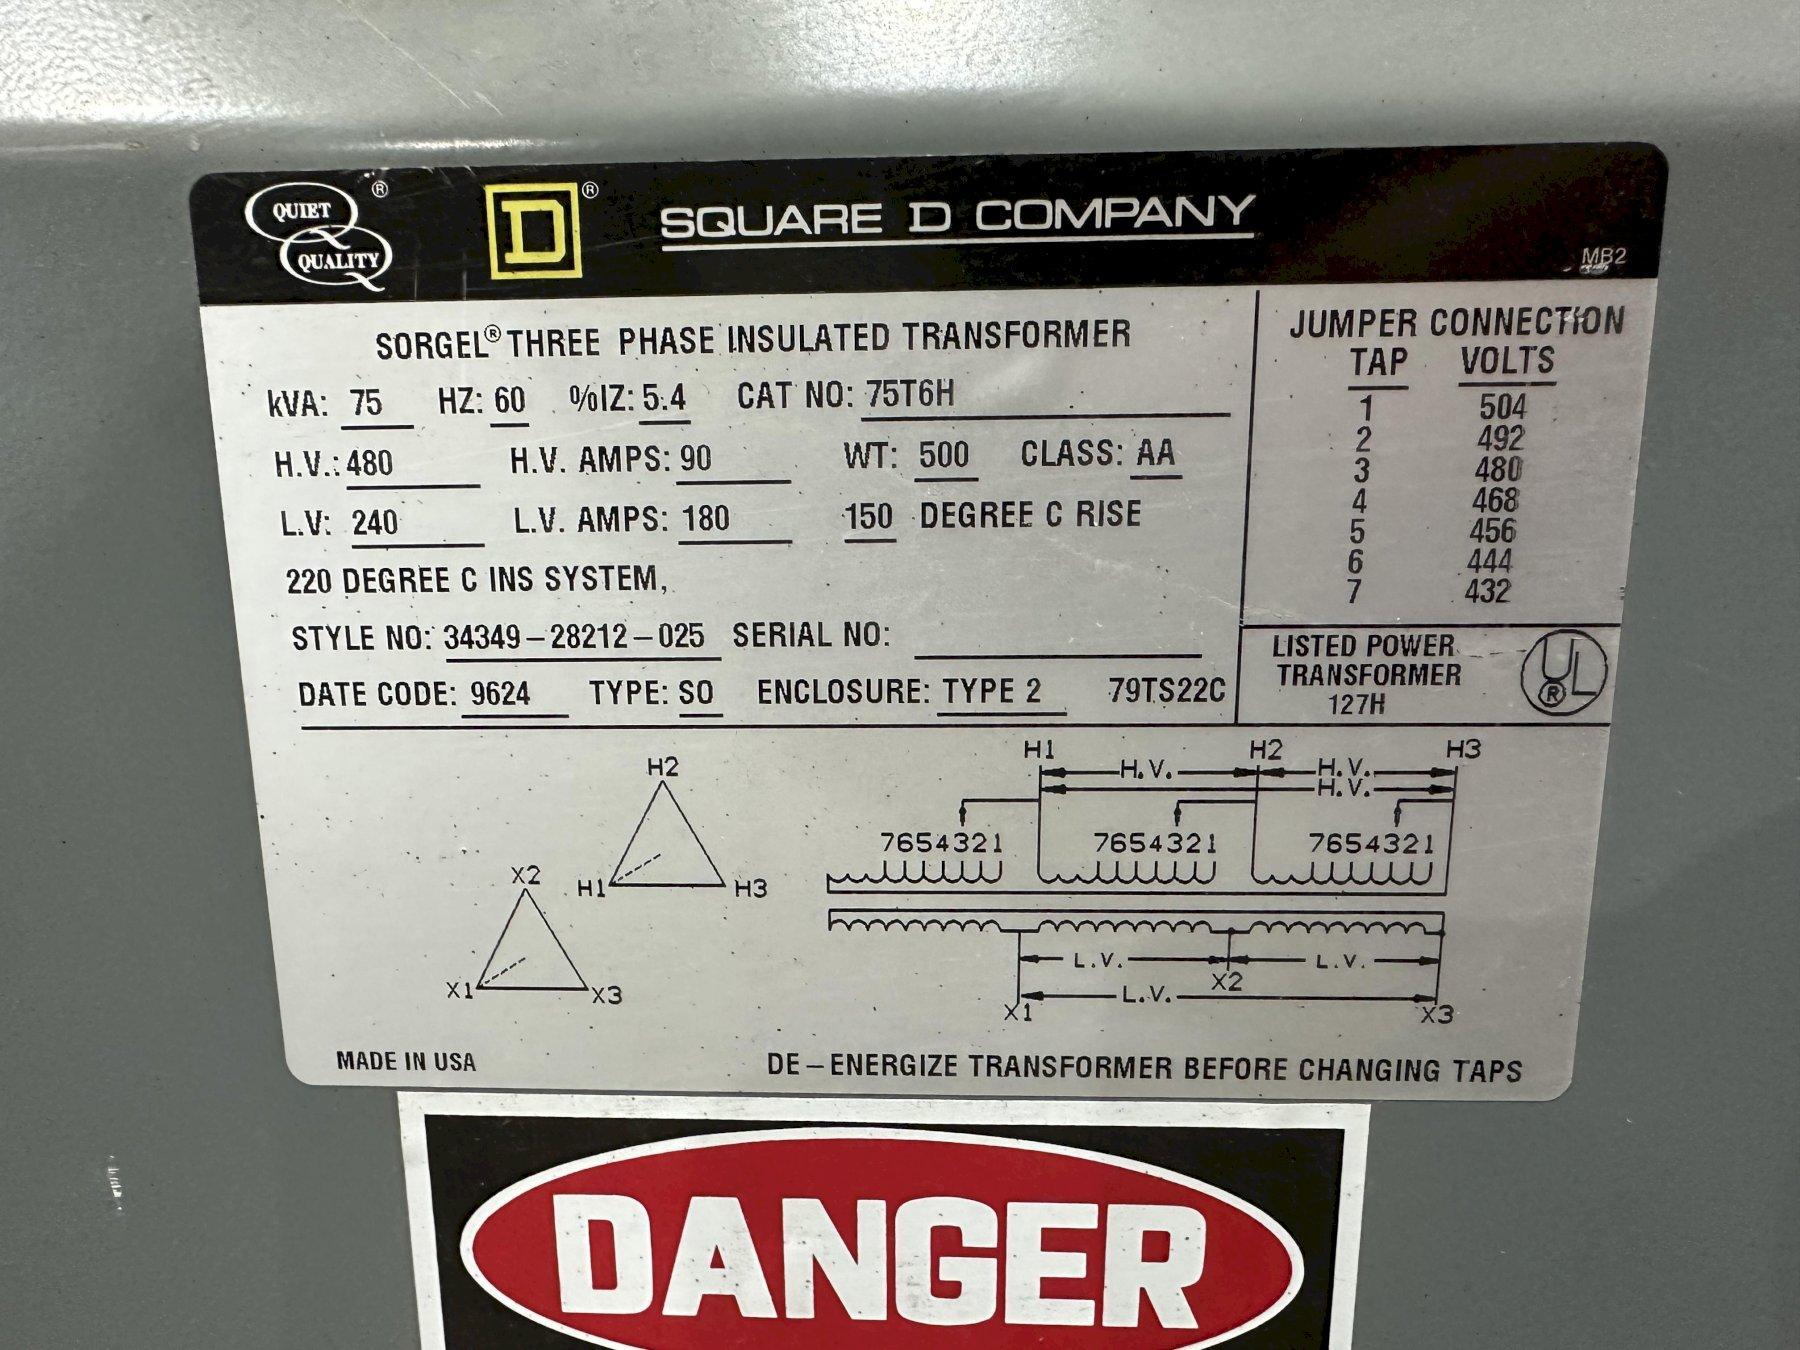 QUIET
QUALITY
®
D®
SQUARE D COMPANY
MB2
SORGEL® THREE PHASE INSULATED TRANSFORMER
kVA: 75 HZ: 60 %IZ: 5.4 CAT NO: 75T6H
H.V.: 480 H.V. AMPS: 90 WT: 500 CLASS: AA
L.V: 240 L.V. AMPS: 180 150 DEGREE C RISE
220 DEGREE C INS SYSTEM,
STYLE NO: 34349-28212-025 SERIAL NO:
DATE CODE: 9624 TYPE: SO ENCLOSURE: TYPE 2 79TS22C
JUMPER CONNECTION
TAP VOLTS
1 504
2 492
3 480
4 468
5 456
6 444
7 432
LISTED POWER
TRANSFORMER
127H
UL®
H2
H1 H3
X2
X1 X3
H1 H2 H3
H.V. H.V.
H.V.
7654321 7654321 7654321
L.V. L.V.
X2
L.V.
X1 X3
MADE IN USA
DE-ENERGIZE TRANSFORMER BEFORE CHANGING TAPS
DANGER